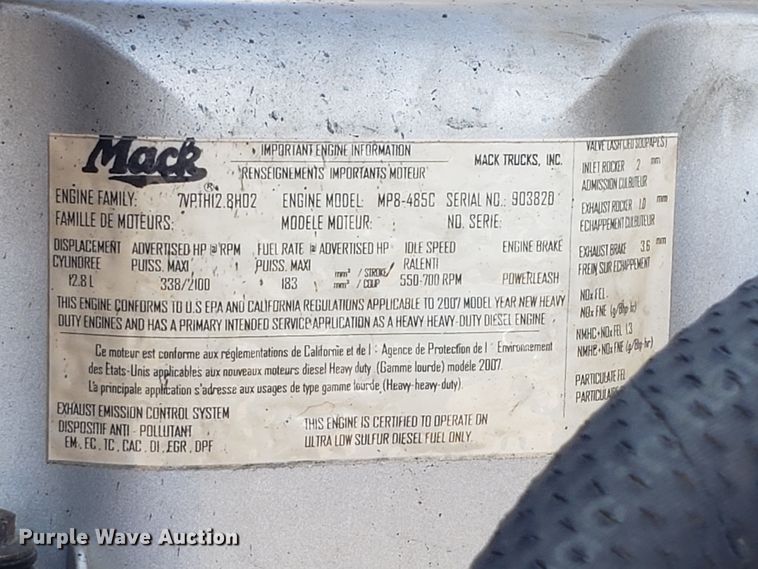 Mack®
IMPORTANT ENGINE INFORMATION
RENSEIGNEMENTS IMPORTANTS MOTEUR
MACK TRUCKS, INC.
ENGINE FAMILY: 7VPTH12.8H02 ENGINE MODEL: MP8-485C SERIAL NO.: 903820
FAMILLE DE MOTEURS: MODELE MOTEUR: NO. SERIE:
DISPLACEMENT ADVERTISED HP @ RPM FUEL RATE @ ADVERTISED HP IDLE SPEED ENGINE BRAKE
CYLINDREE PUISS. MAXI PUISS. MAXI RALENTI
12.8 L 338/2100 183 mm³ / STROKE 550-700 RPM POWERLEASH
mm³ / COUP
THIS ENGINE CONFORMS TO U.S EPA AND CALIFORNIA REGULATIONS APPLICABLE TO 2007 MODEL YEAR NEW HEAVY
DUTY ENGINES AND HAS A PRIMARY INTENDED SERVICE APPLICATION AS A HEAVY HEAVY-DUTY DIESEL ENGINE
Ce moteur est conforme aux réglementations de Californie et de l' Agence de Protection de l' Environnement
des Etats-Unis applicables aux nouveaux moteurs diesel Heavy duty. (Gamme lourde) modèle 2007.
La principale application s'adresse aux usages de type gamme lourde, (Heavy-heavy-duty).
EXHAUST EMISSION CONTROL SYSTEM
DISPOSITIF ANTI - POLLUTANT
EM, EC, TC, CAC, DI, EGR, DPF
THIS ENGINE IS CERTIFIED TO OPERATE ON
ULTRA LOW SULFUR DIESEL FUEL ONLY.
VALVE LASH (JEU SOUPAPES)
INLET ROCKER 2 mm
ADMISSION CULBUTEUR
EXHAUST ROCKER 1.0 mm
ECHAPPEMENT CULBUTEUR
EXHAUST BRAKE 3.6 mm
FREIN SUR ECHAPPEMENT
NOx FEL
NOx FNE (g/Bhp·hr)
NMHC+NOx FEL 1.3
NMHC+NOx FNE (g/Bhp·hr)
PARTICULATE FEL
Purple Wave Auction